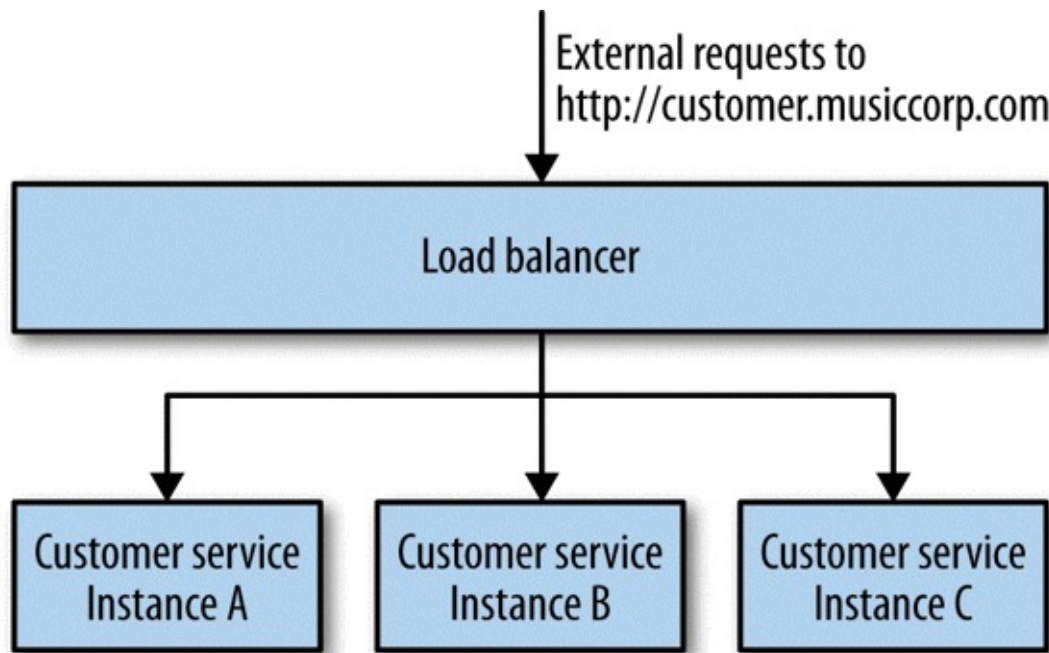 External requests to
http://customer.musiccorp.com
Load balancer
Customer service
Instance A
Customer service
Instance B
Customer service
Instance C